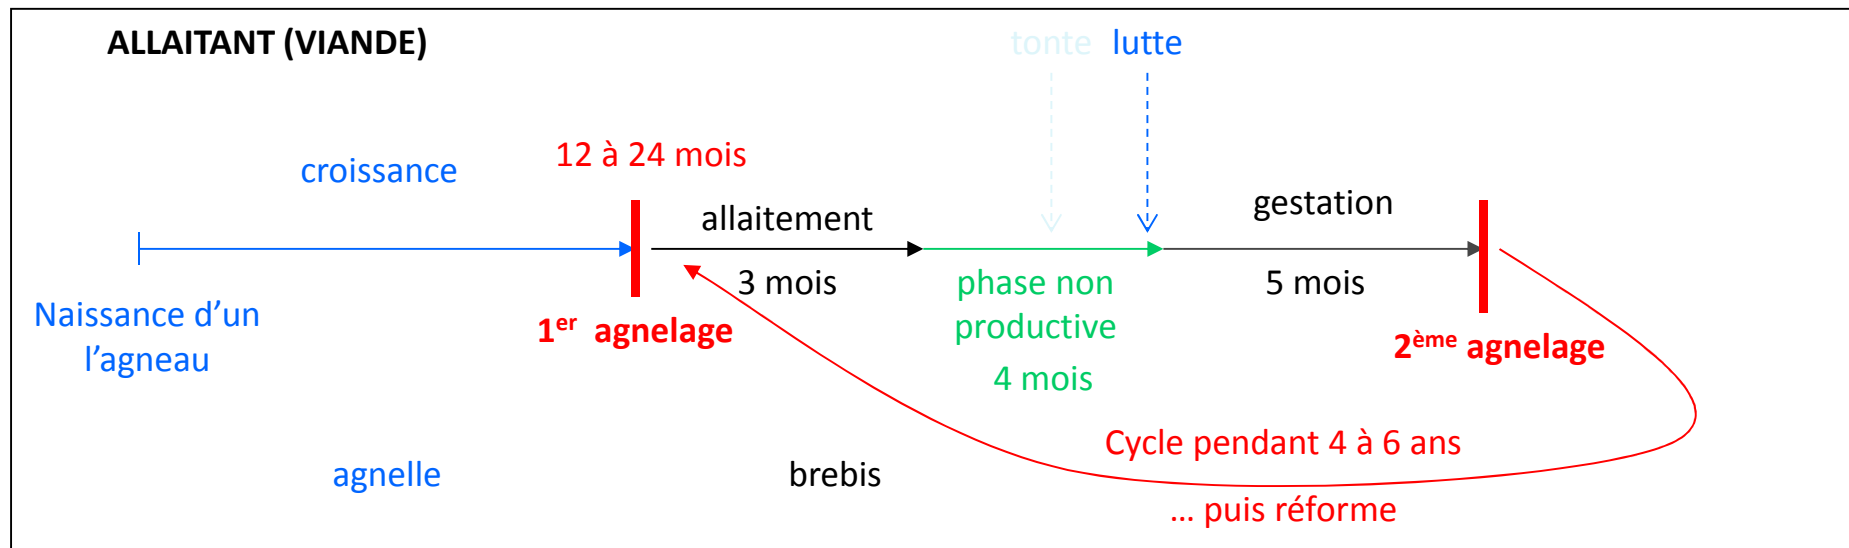 ALLAITANT (VIANDE)
tonte
lutte
croissance
12 à 24 mois
allaitement
gestation
3 mois
phase non
productive
4 mois
5 mois
Naissance d’un
l’agneau
1er agnelage
2ème agnelage
Cycle pendant 4 à 6 ans
agnelle
brebis
... puis réforme